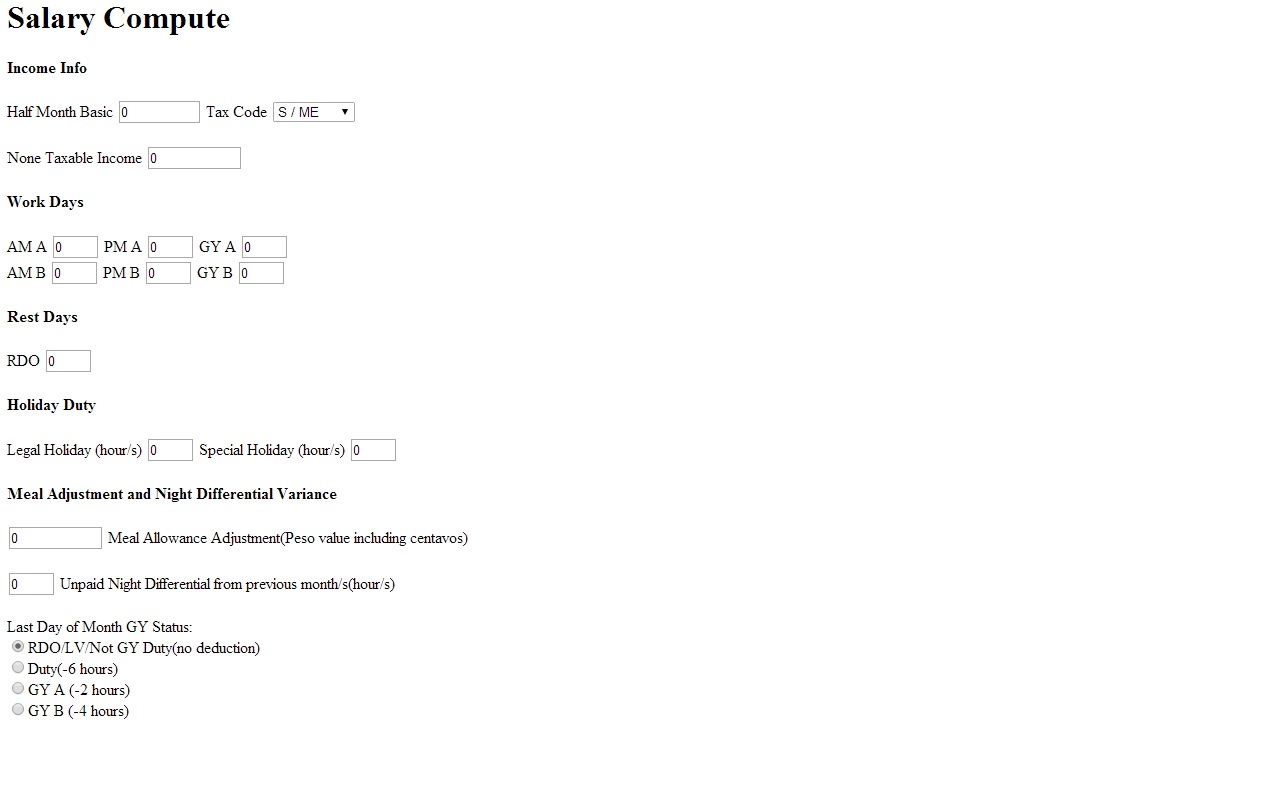 Salary Compute
Income Info
Half Month Basic 0 Tax Code S / ME
None Taxable Income 0
Work Days
AM A 0 PM A 0 GY A 0
AM B 0 PM B 0 GY B 0
Rest Days
RDO 0
Holiday Duty
Legal Holiday (hour/s) 0 Special Holiday (hour/s) 0
Meal Adjustment and Night Differential Variance
0 Meal Allowance Adjustment(Peso value including centavos)
0 Unpaid Night Differential from previous month/s(hour/s)
Last Day of Month GY Status:
RDO/LV/Not GY Duty(no deduction)
Duty(-6 hours)
GY A (-2 hours)
GY B (-4 hours)